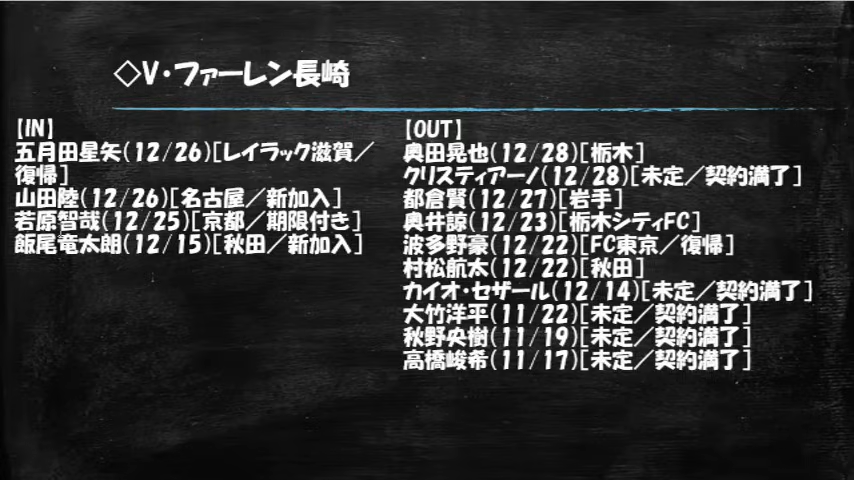 ◇V・ファーレン長崎
【IN】
五月田星矢(12/26)[レイラック滋賀／
復帰]
山田陸(12/26)[名古屋／新加入]
若原智哉(12/25)[京都／期限付き]
飯尾竜太朗(12/15)[秋田／新加入]
【OUT】
奥田晃也(12/28)[栃木]
クリスティアーノ(12/28)[未定／契約満了]
都倉賢(12/27)[岩手]
奥井諒(12/23)[栃木シティFC]
波多野豪(12/22)[FC東京／復帰]
村松航太(12/22)[秋田]
カイオ・セザール(12/14)[未定／契約満了]
大竹洋平(11/22)[未定／契約満了]
秋野央樹(11/19)[未定／契約満了]
高橋峻希(11/17)[未定／契約満了]